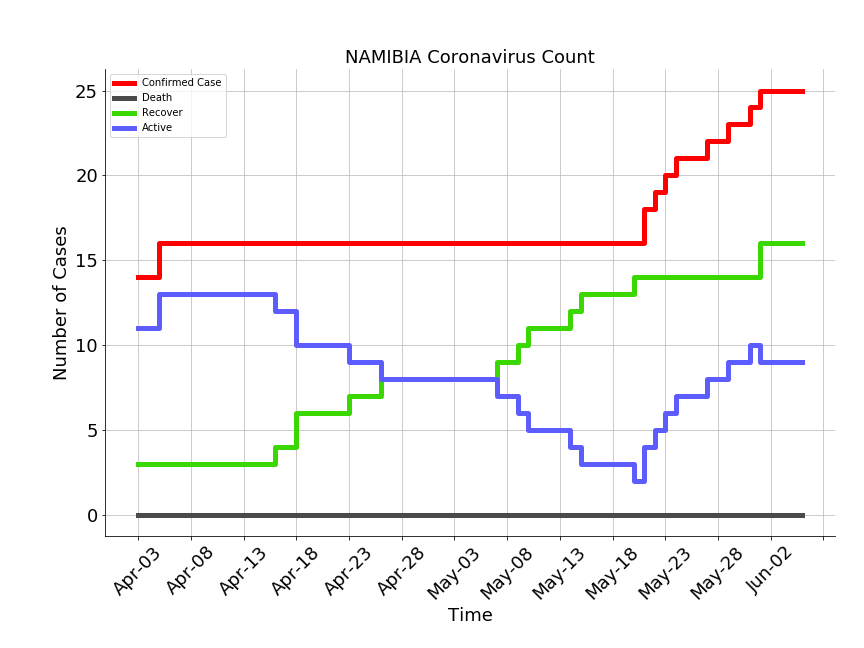 NAMIBIA Coronavirus Count
Confirmed Case
Death
Recover
Active
Number of Cases
25
20
15
10
5
0
Apr-03
Apr-08
Apr-13
Apr-18
Apr-23
Apr-28
May-03
May-08
May-13
May-18
May-23
May-28
Jun-02
Time